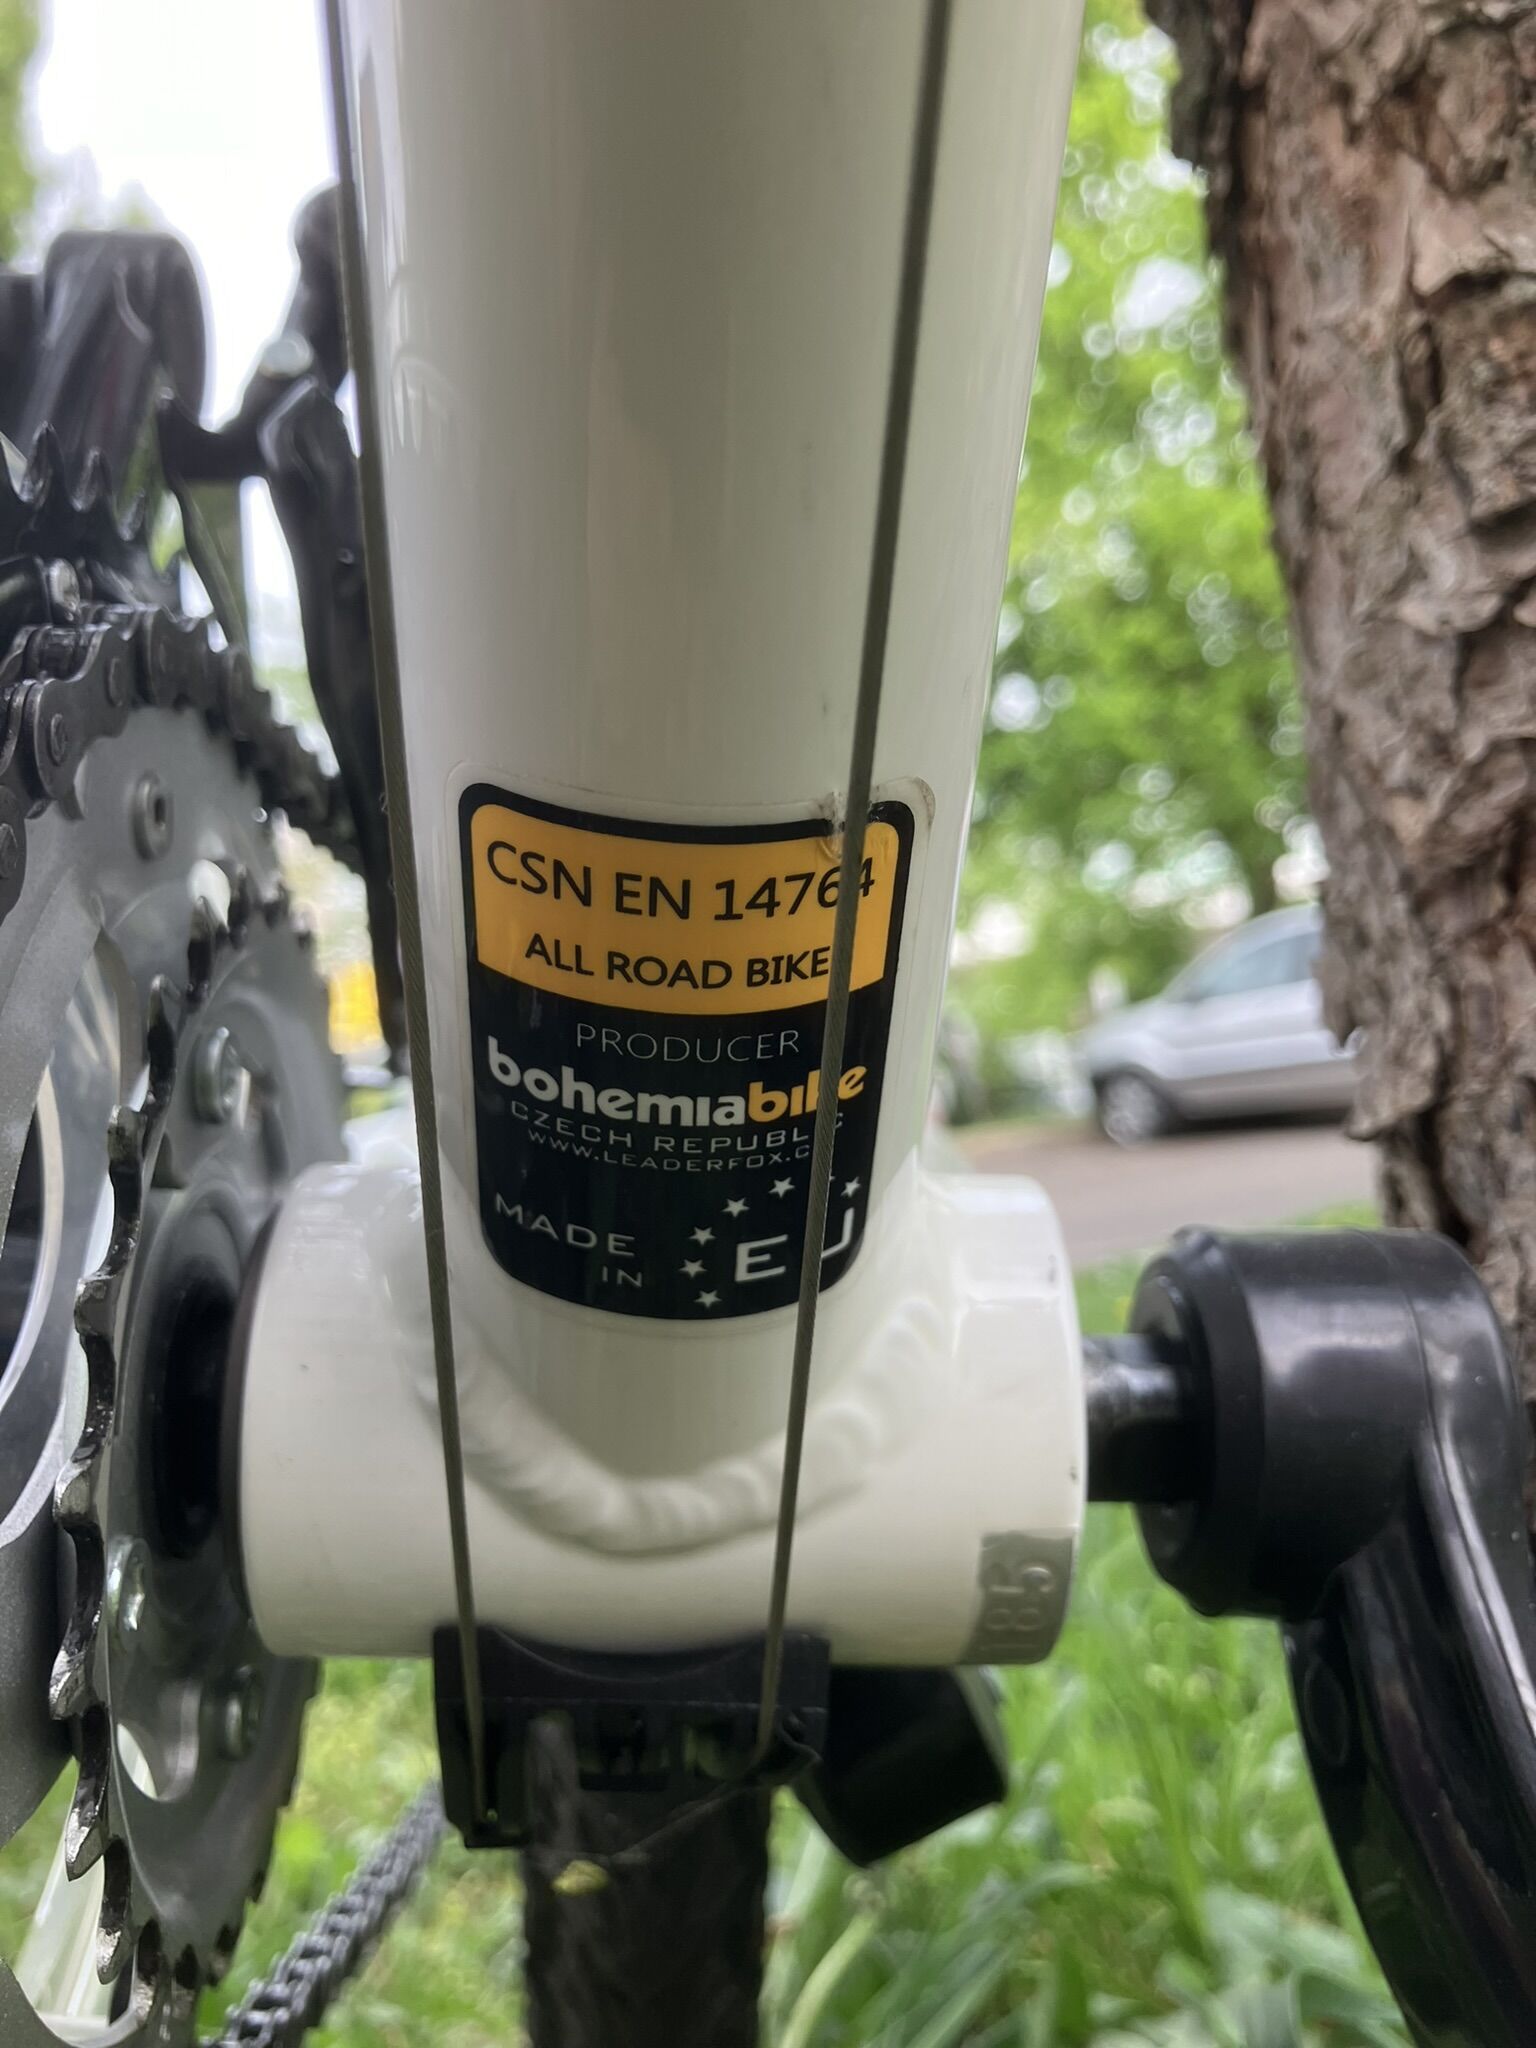 CSN EN 14764
ALL ROAD BIKE
PRODUCER
bohemiabike
CZECH REPUBLIC
WWW.LEADERFOX.C
MADE
IN
EU